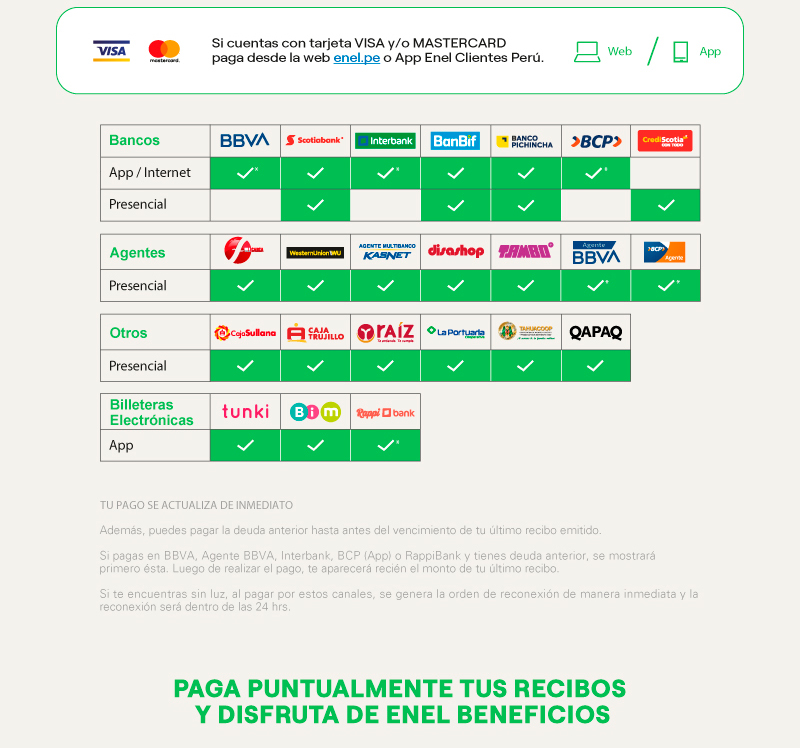 VISA
mastercard.
Si cuentas con tarjeta VISA y/o MASTERCARD
paga desde la web enel.pe o App Enel Clientes Perú.
Web / App
Bancos BBVA Scotiabank Interbank BanBif BANCO PICHINCHA BCP CrediScotia CON TODO
App / Internet
Presencial
Agentes WesternUnion WU AGENTE MULTIBANCO KASNET disashop TAMBO Agente BBVA BCP Agente
Presencial
Otros CajaSullana CAJA TRUJILLO raíz La Portuaria TAHUACOOP QAPAQ
Presencial
Billeteras
Electrónicas tunki Bim Rappi bank
App
TU PAGO SE ACTUALIZA DE INMEDIATO
Además, puedes pagar la deuda anterior hasta antes del vencimiento de tu último recibo emitido.
Si pagas en BBVA, Agente BBVA, Interbank, BCP (App) o RappiBank y tienes deuda anterior, se mostrará
primero ésta. Luego de realizar el pago, te aparecerá recién el monto de tu último recibo.
Si te encuentras sin luz, al pagar por estos canales, se genera la orden de reconexión de manera inmediata y la
reconexión será dentro de las 24 hrs.
PAGA PUNTUALMENTE TUS RECIBOS
Y DISFRUTA DE ENEL BENEFICIOS